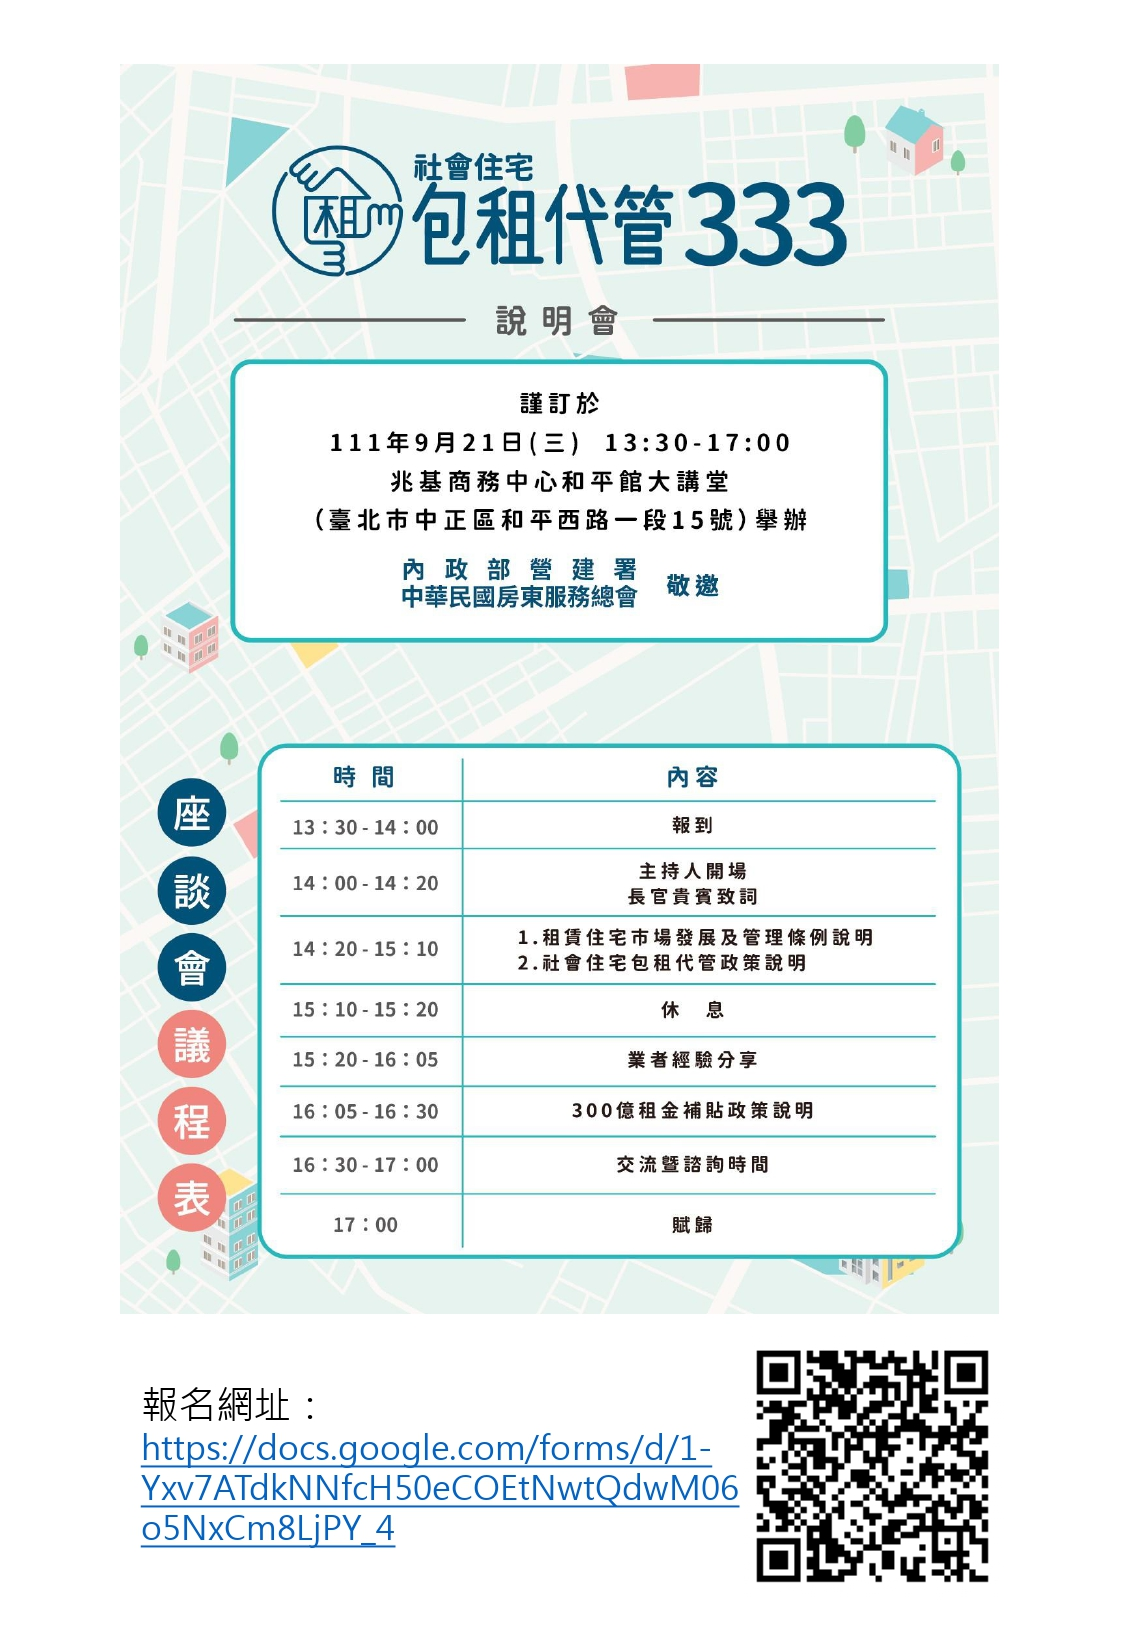 租
社會住宅
包租代管333
說明會
謹訂於
111年9月21日(三) 13:30-17:00
兆基商務中心和平館大講堂
(臺北市中正區和平西路一段15號)舉辦
內政部營建署
中華民國房東服務總會
敬邀
座談會議程表
時間 內容
13：30-14：00 報到
14：00-14：20 主持人開場
長官貴賓致詞
14：20-15：10 1.租賃住宅市場發展及管理條例說明
2.社會住宅包租代管政策說明
15：10-15：20 休 息
15：20-16：05 業者經驗分享
16：05-16：30 300億租金補貼政策說明
16：30-17：00 交流暨諮詢時間
17：00 賦歸
報名網址：
https://docs.google.com/forms/d/1-
Yxv7ATdkNNfcH50eCOEtNwtQdwM06
o5NxCm8LjPY_4